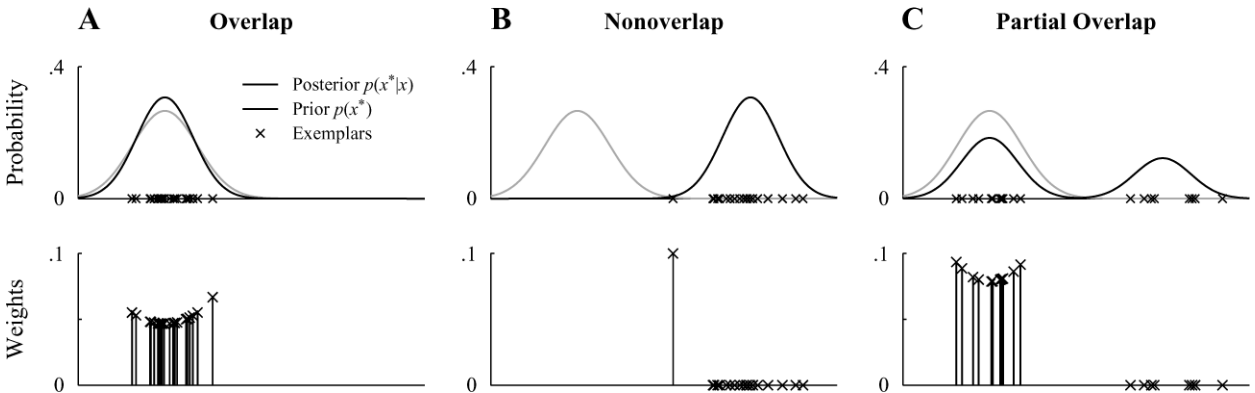 A Overlap
B Nonoverlap
C Partial Overlap
Probability
.4
0
Posterior p(x*|x)
Prior p(x*)
Exemplars
.4
0
.4
0
Weights
.1
0
.1
0
.1
0